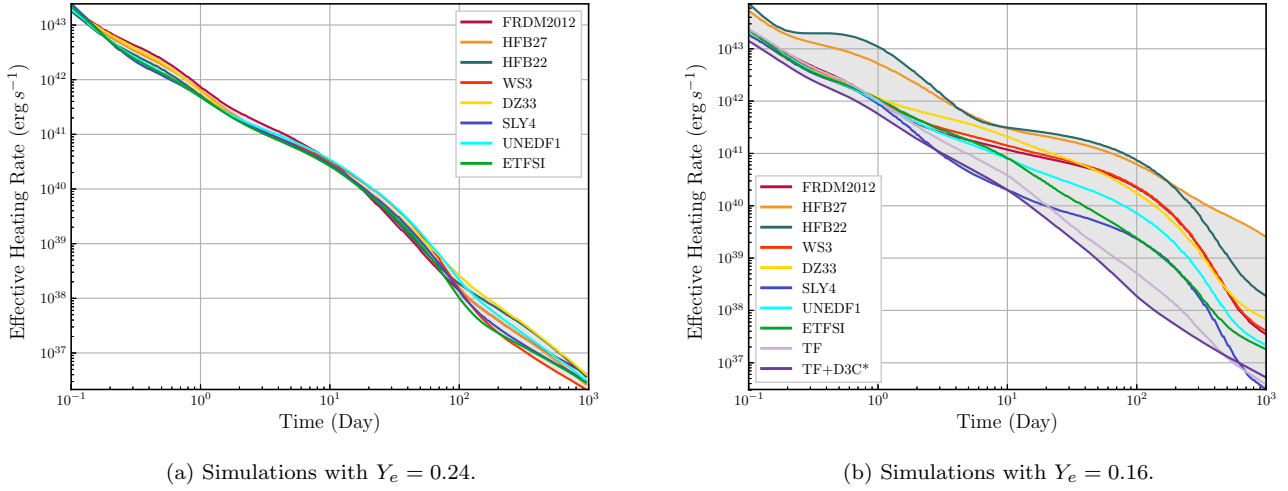 10^43
10^42
10^41
10^40
10^39
10^38
10^37
Effective Heating Rate (erg s^−1)
FRDM2012
HFB27
HFB22
WS3
DZ33
SLY4
UNEDF1
ETFSI
10^−1
10^0
10^1
10^2
10^3
Time (Day)
(a) Simulations with Y_e = 0.24.
10^43
10^42
10^41
10^40
10^39
10^38
10^37
Effective Heating Rate (erg s^−1)
FRDM2012
HFB27
HFB22
WS3
DZ33
SLY4
UNEDF1
ETFSI
TF
TF+D3C*
10^−1
10^0
10^1
10^2
10^3
Time (Day)
(b) Simulations with Y_e = 0.16.